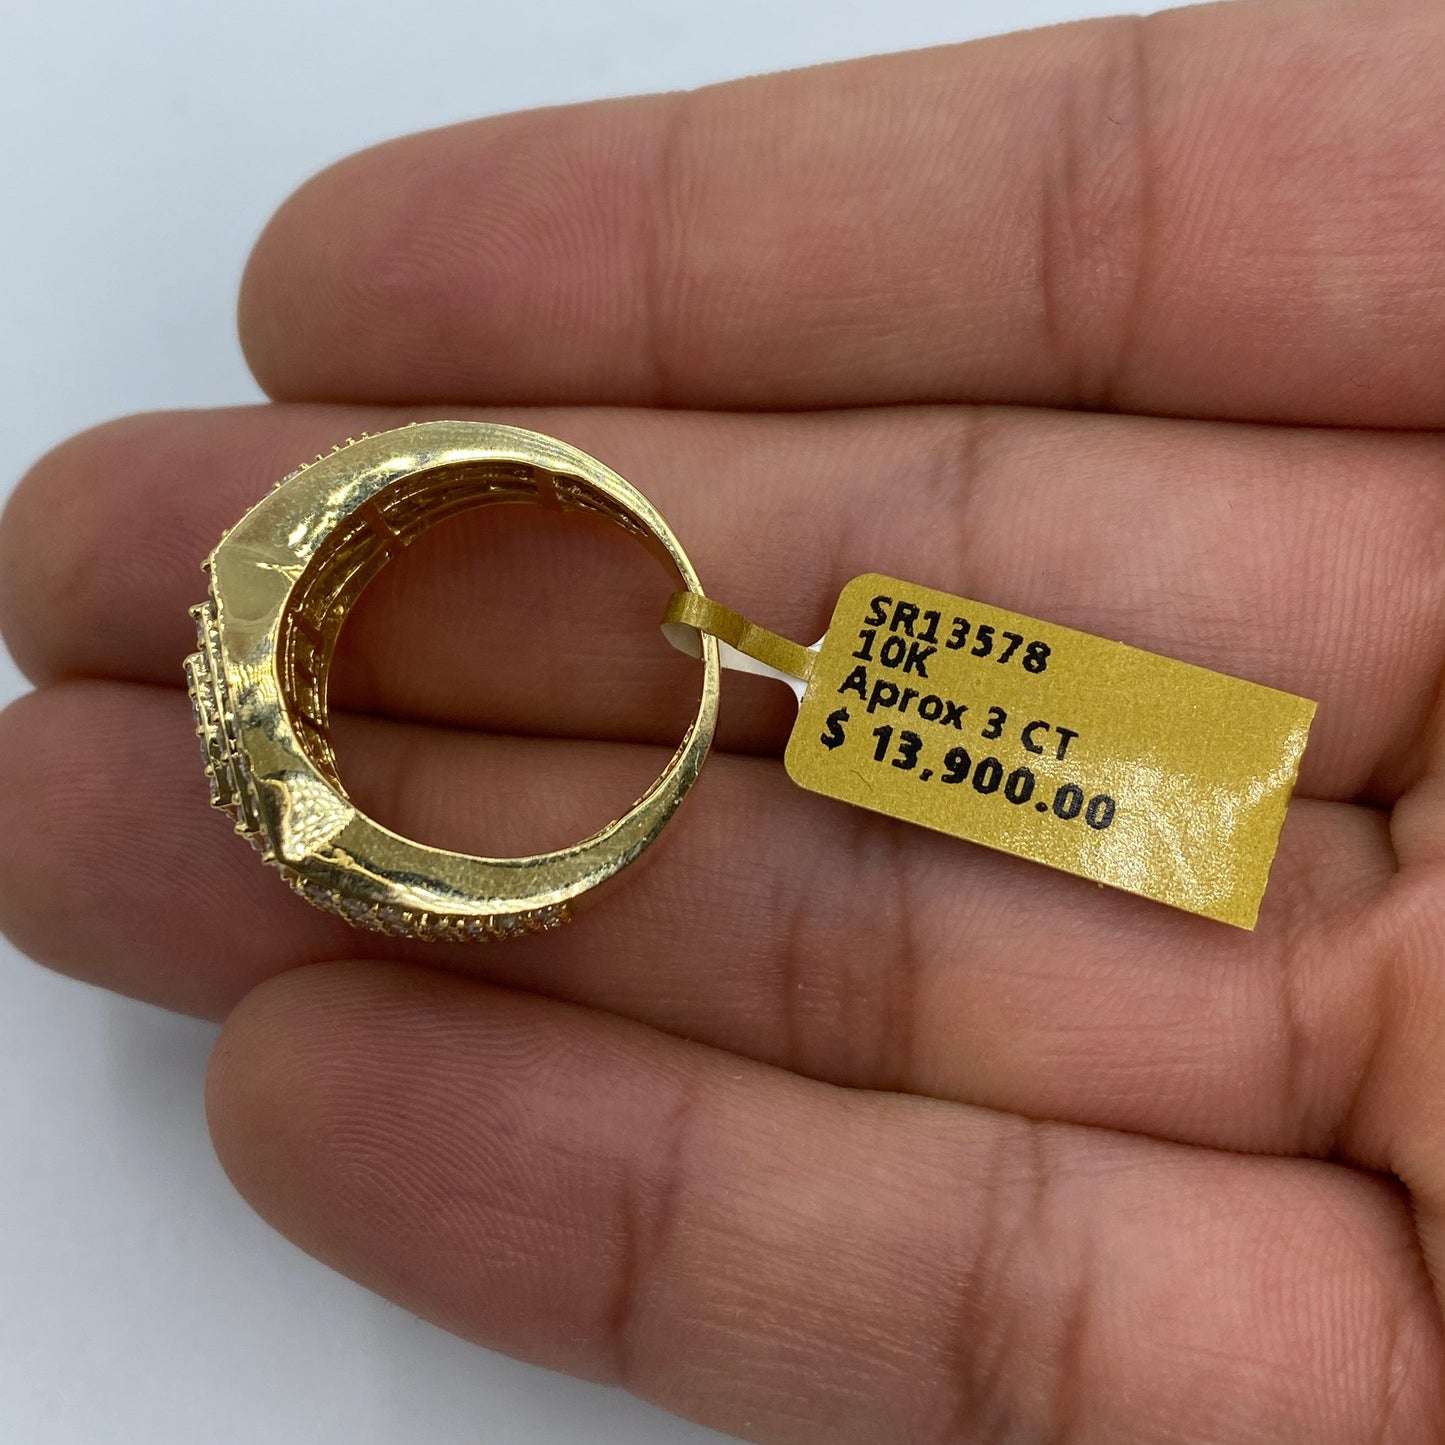 SR13578
10K
Aprox 3 CT
$ 13,900.00